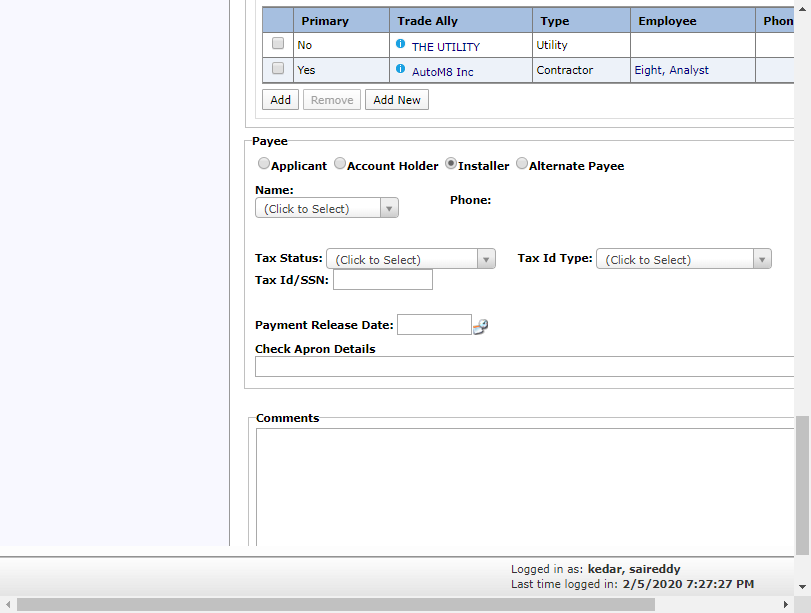 Primary Trade Ally Type Employee Phon
No THE UTILITY Utility
Yes AutoM8 Inc Contractor Eight, Analyst
Add Remove Add New
Payee
Applicant Account Holder Installer Alternate Payee
Name:
(Click to Select) Phone:
Tax Status: (Click to Select) Tax Id Type: (Click to Select)
Tax Id/SSN:
Payment Release Date:
Check Apron Details
Comments
Logged in as: kedar, saireddy
Last time logged in: 2/5/2020 7:27:27 PM